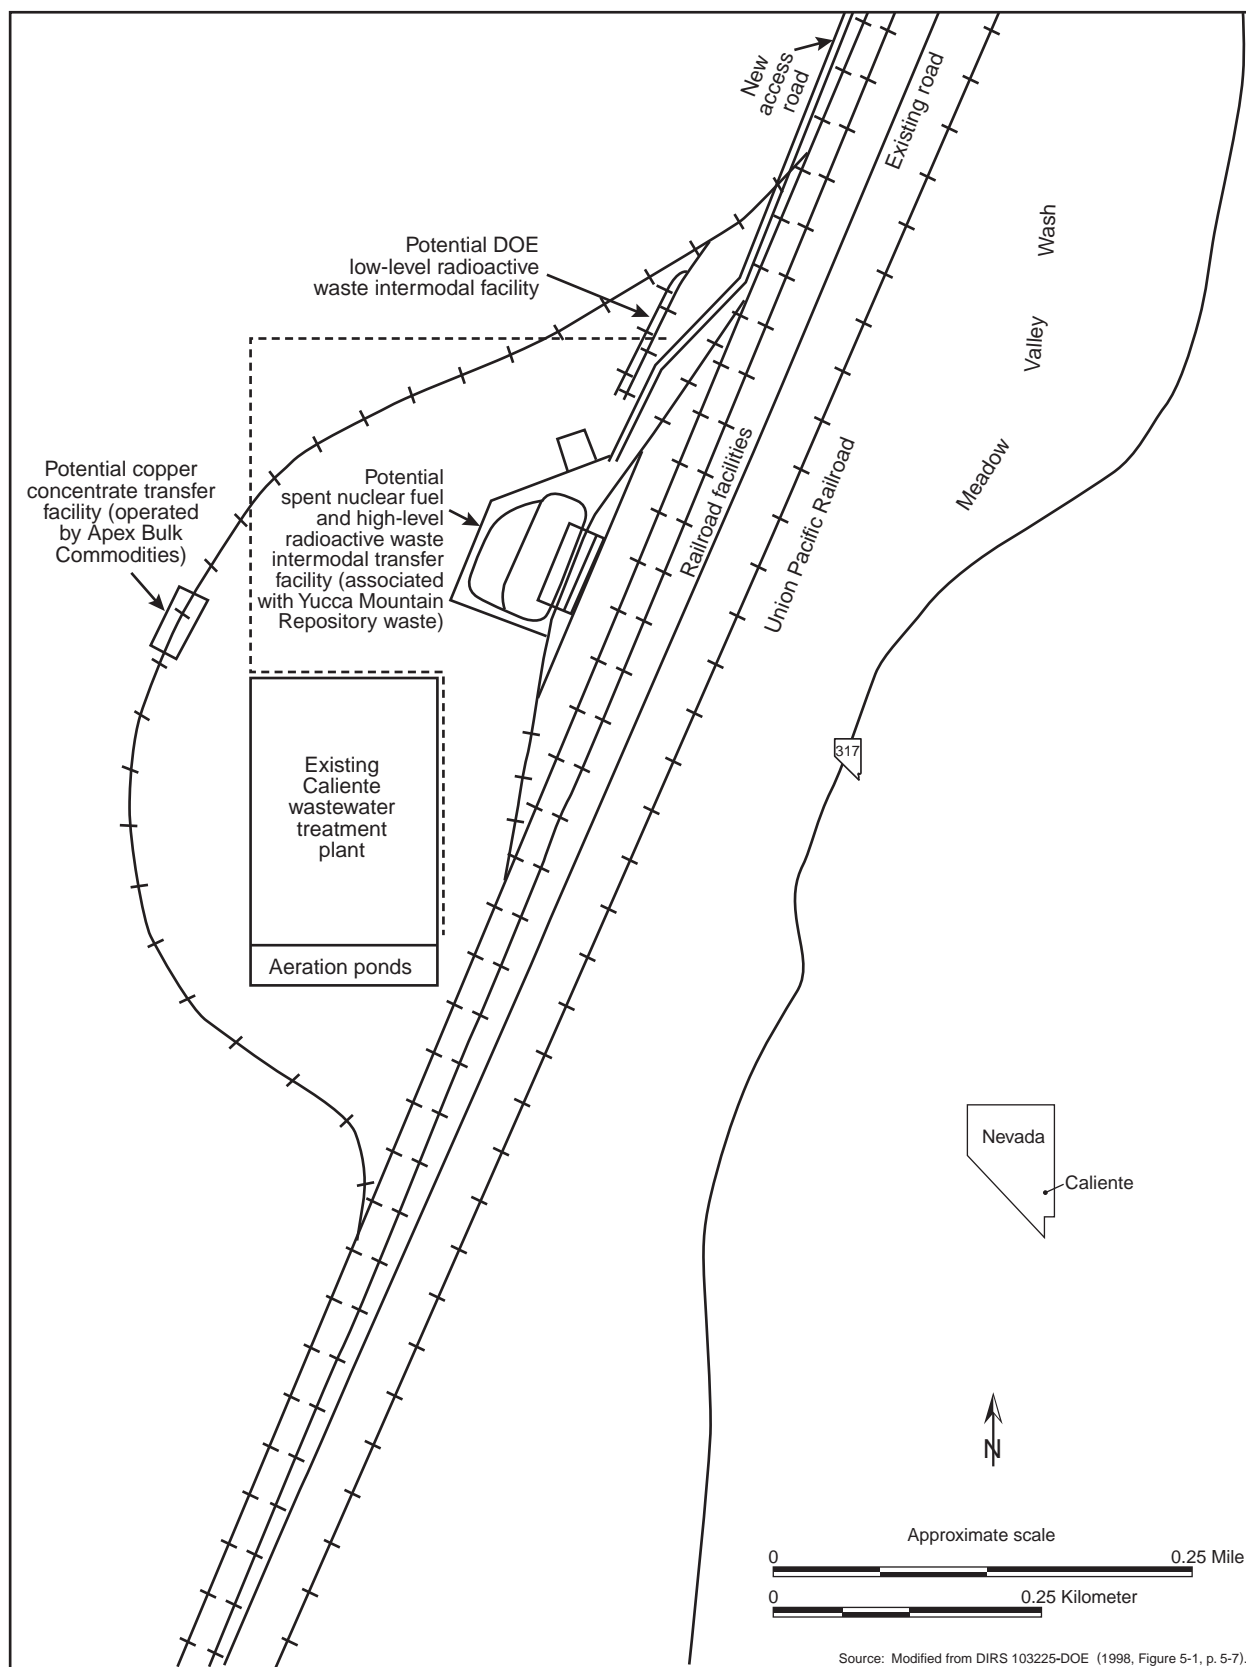 New
access
road
Existing road
Potential DOE
low-level radioactive
waste intermodal facility
Wash
Valley
Meadow
Potential copper
concentrate transfer
facility (operated
by Apex Bulk
Commodities)
Potential
spent nuclear fuel
and high-level
radioactive waste
intermodal transfer
facility (associated
with Yucca Mountain
Repository waste)
Railroad facilities
Union Pacific Railroad
317
Existing
Caliente
wastewater
treatment
plant
Aeration ponds
Nevada
Caliente
N
Approximate scale
0 0.25 Mile
0 0.25 Kilometer
Source: Modified from DIRS 103225-DOE (1998, Figure 5-1, p. 5-7).